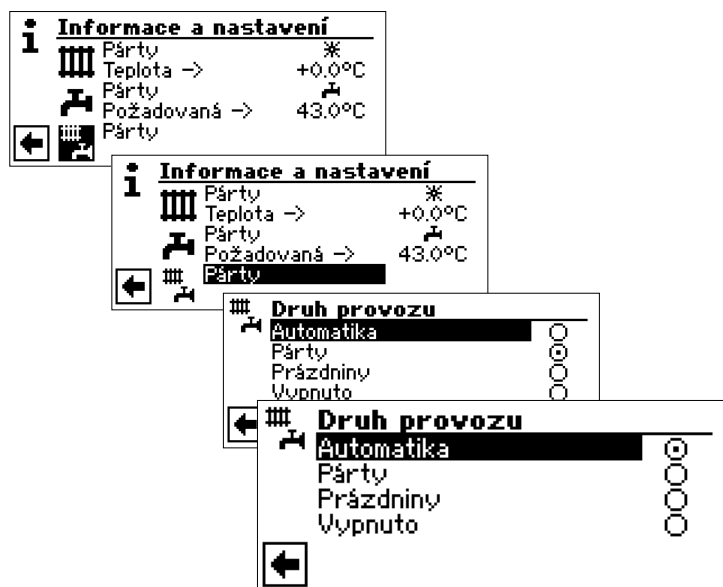 Informace a nastavení
Párty
Teplota -> +0.0°C
Párty
Požadovaná -> 43.0°C
Párty
Informace a nastavení
Párty
Teplota -> +0.0°C
Párty
Požadovaná -> 43.0°C
Párty
Druh provozu
Automatika
Párty
Prázdniny
Vypnuto
Druh provozu
Automatika
Párty
Prázdniny
Vypnuto